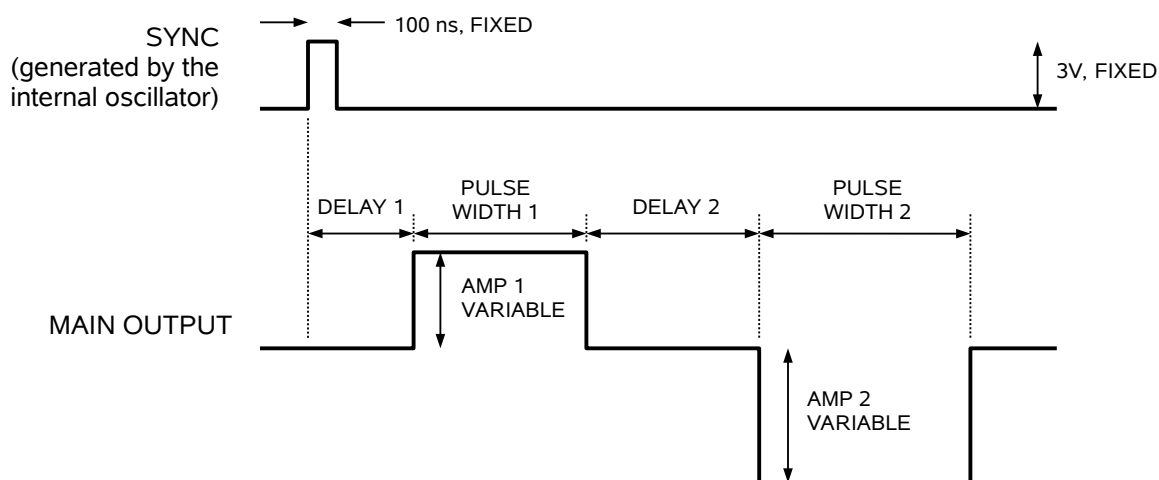 100 ns, FIXED
SYNC
(generated by the
internal oscillator)
3V, FIXED
DELAY 1
PULSE
WIDTH 1
DELAY 2
PULSE
WIDTH 2
AMP 1
VARIABLE
MAIN OUTPUT
AMP 2
VARIABLE